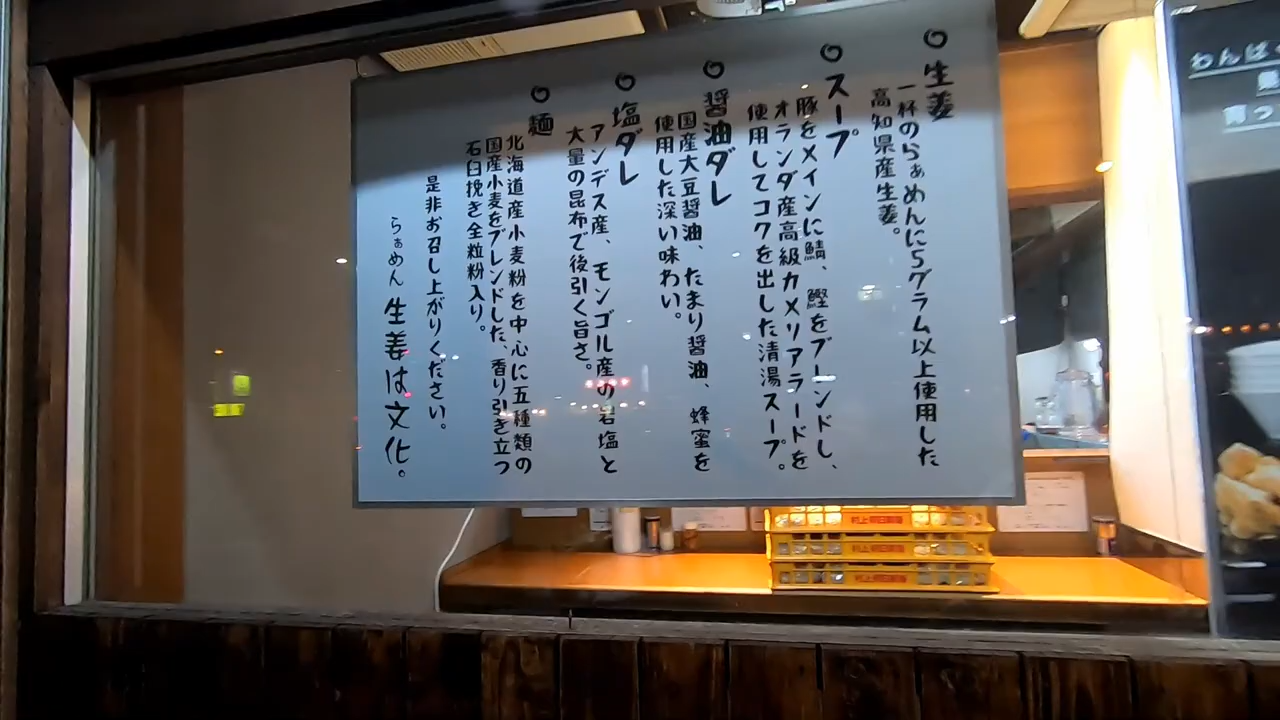 ◎生姜
一杯のらぁめんに5グラム以上使用した
高知県産生姜。
◎スープ
豚をメインに鯖、鰹をブレンドし、
オランダ産高級カメリアラードを
使用してコクを出した清湯スープ。
◎醤油ダレ
国産大豆醤油、たまり醤油、蜂蜜を
使用した深い味わい。
◎塩ダレ
アンデス産、モンゴル産の岩塩と
大量の昆布で後引く旨さ。
◎麺
北海道産小麦粉を中心に五種類の
国産小麦をブレンドした、香り引き立つ
石臼挽き全粒粉入り。
是非お召し上がりください。
らぁめん 生姜は文化。
わんぱ